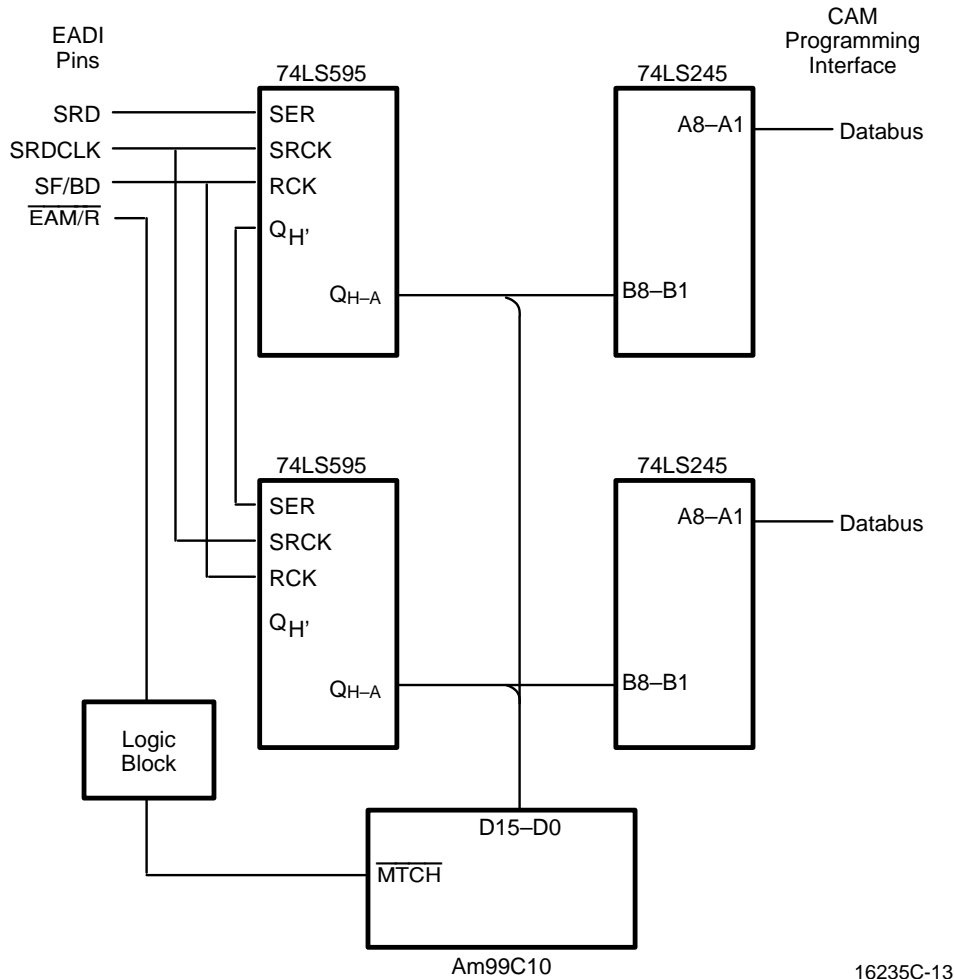 EADI
Pins
CAM
Programming
Interface
74LS595
74LS245
SRD
SRDCLK
SF/BD
EAM/R
SER
SRCK
RCK
QH'
QH–A
A8–A1
B8–B1
Databus
74LS595
74LS245
SER
SRCK
RCK
QH'
QH–A
A8–A1
B8–B1
Databus
Logic
Block
D15–D0
MTCH
Am99C10
16235C-13